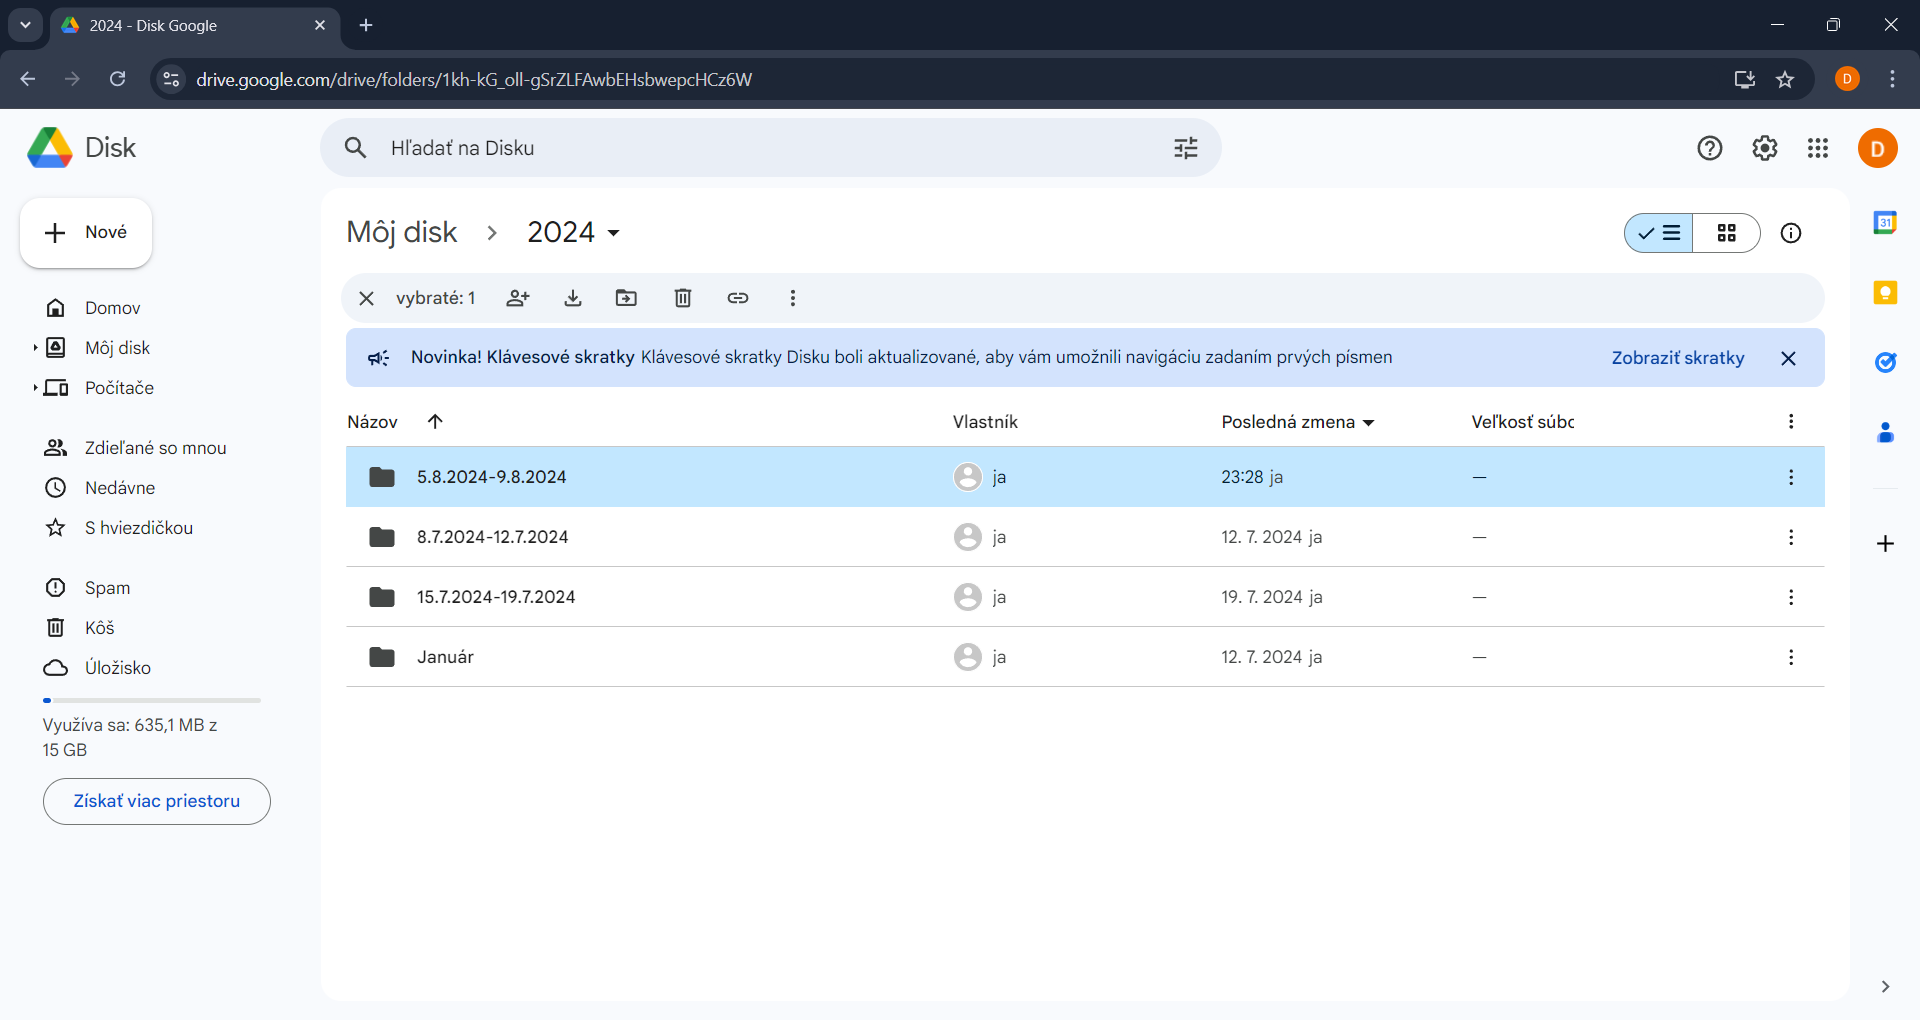 2024 - Disk Google
drive.google.com/drive/folders/1kh-kG_oII-gSrZLFAwbEHsbwepcHCz6W
D
Disk
Hľadať na Disku
D
Nové
Môj disk
2024
31
vybraté: 1
Domov
Môj disk
Počítače
Novinka! Klávesové skratky Klávesové skratky Disku boli aktualizované, aby vám umožnili navigáciu zadaním prvých písmen
Zobraziť skratky
Názov
Vlastník
Posledná zmena
Veľkosť súbc
Zdieľané so mnou
5.8.2024-9.8.2024
ja
23:28 ja
—
Nedávne
S hviezdičkou
8.7.2024-12.7.2024
ja
12. 7. 2024 ja
—
Spam
15.7.2024-19.7.2024
ja
19. 7. 2024 ja
—
Kôš
Úložisko
Január
ja
12. 7. 2024 ja
—
Využíva sa: 635,1 MB z
15 GB
Získať viac priestoru